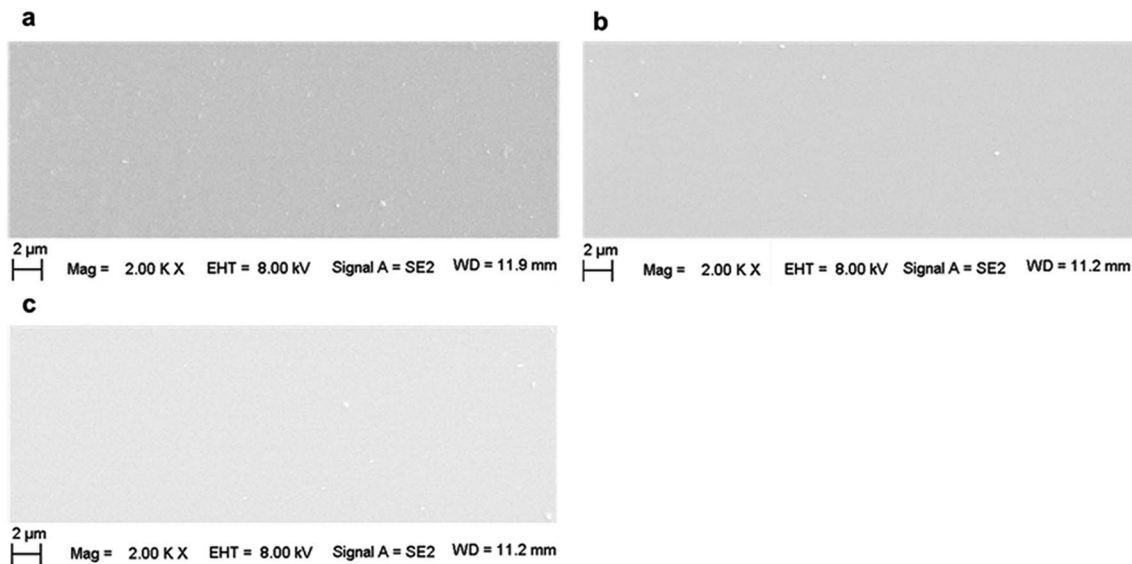 a
2 µm
Mag = 2.00 K X EHT = 8.00 kV Signal A = SE2 WD = 11.9 mm
b
2 µm
Mag = 2.00 K X EHT = 8.00 kV Signal A = SE2 WD = 11.2 mm
c
2 µm
Mag = 2.00 K X EHT = 8.00 kV Signal A = SE2 WD = 11.2 mm